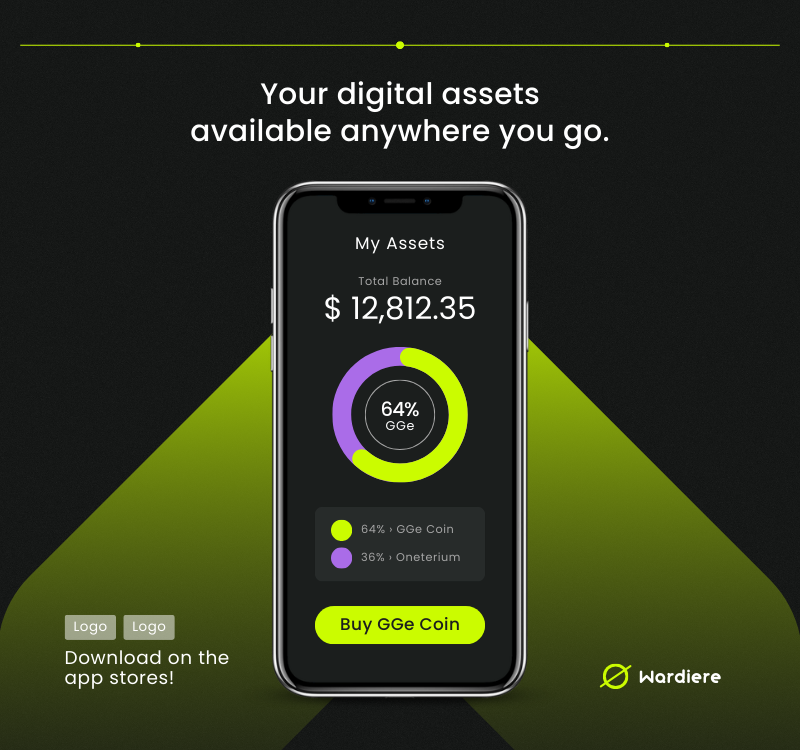 Your digital assets
available anywhere you go.
My Assets
Total Balance
$ 12,812.35
64%
GGe
64% › GGe Coin
36% › Oneterium
Buy GGe Coin
Logo Logo
Download on the
app stores!
Wardiere